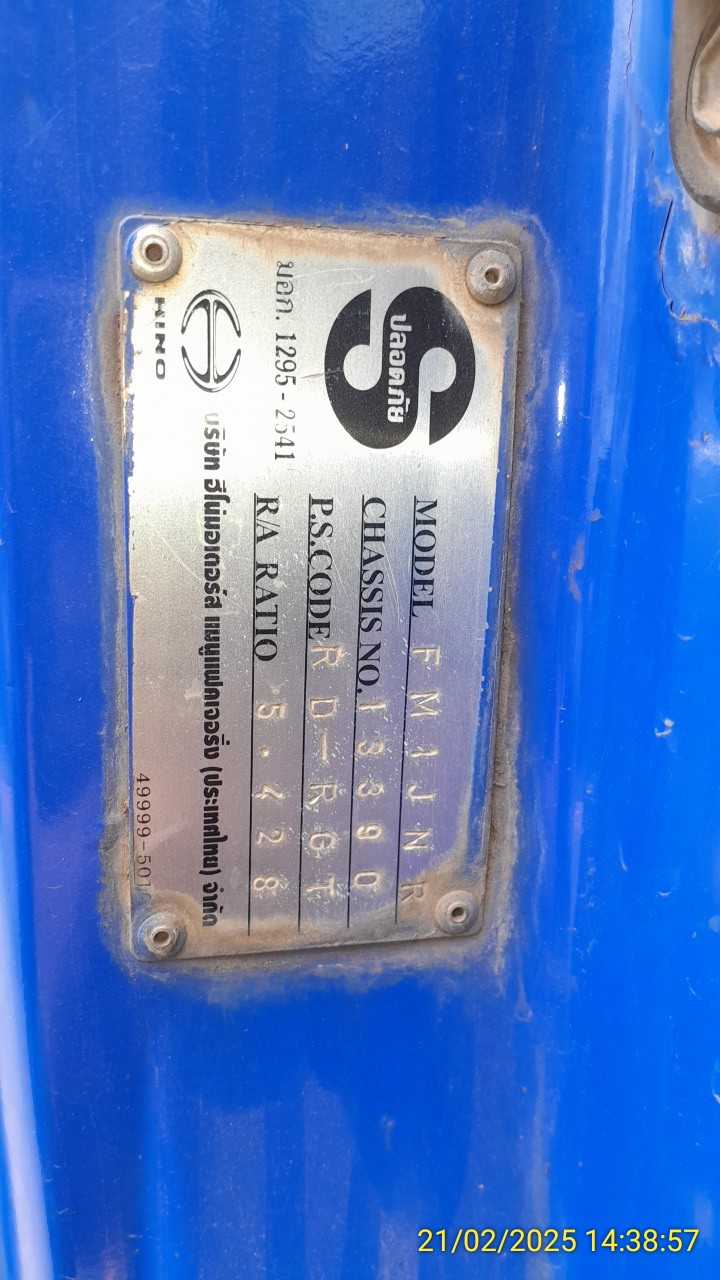 ปลอดภัย
มอก. 1295-2541
MODEL FM1JNR
CHASSIS NO. 13390
P.S.CODE RD-RGT
R/A RATIO 5.428
HINO
บริษัท ฮีโน่มอเตอร์ส แมนูแฟคเจอริ่ง (ประเทศไทย) จำกัด
21/02/2025 14:38:57